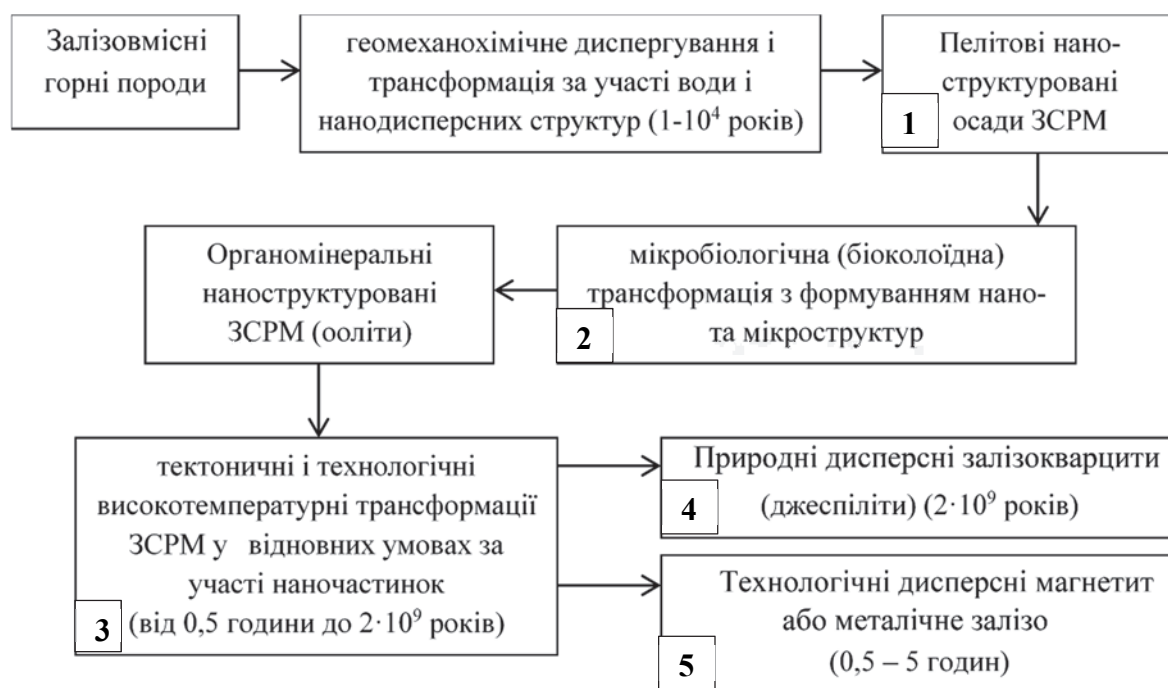 Залізовмісні
горні породи
геомеханохімічне диспергування і
трансформація за участі води і
нанодисперсних структур (1-10⁴ років)
Пелітові нано-
структуровані
осади ЗСРМ
1
Органомінеральні
наноструктуровані
ЗСРМ (ооліти)
мікробіологічна (біоколоїдна)
трансформація з формуванням нано-
та мікроструктур
2
тектоничні і технологічні
високотемпературні трансформації
ЗСРМ у відновних умовах за
участі наночастинок
(від 0,5 години до 2·10⁹ років)
3
Природні дисперсні залізокварцити
(джеспіліти) (2·10⁹ років)
4
Технологічні дисперсні магнетит
або металічне залізо
(0,5 – 5 годин)
5